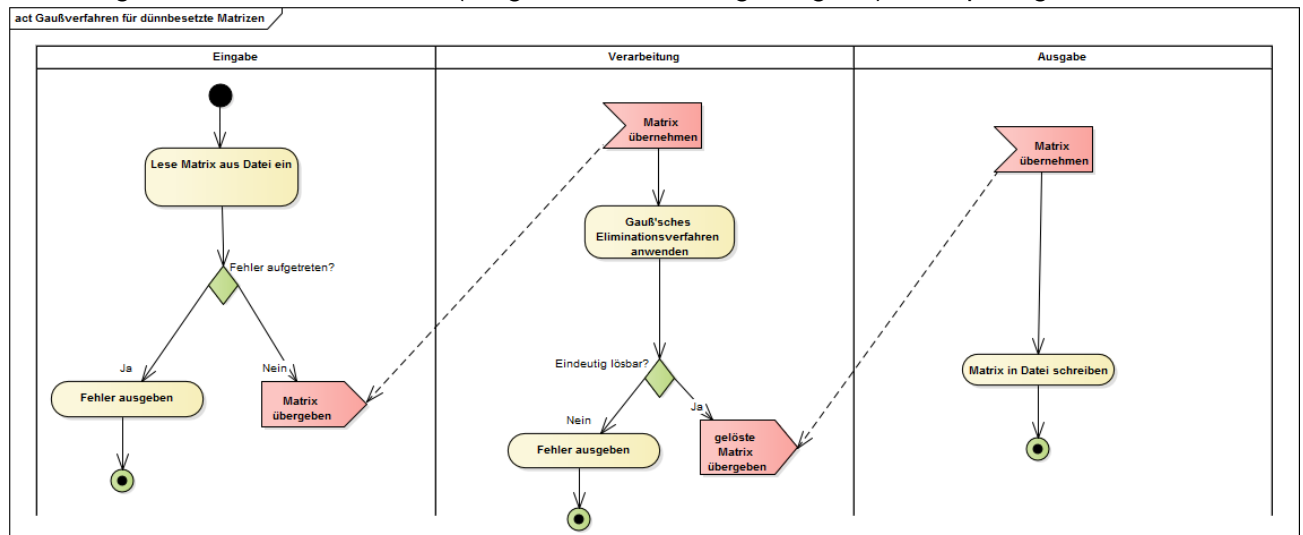 act Gaußverfahren für dünnbesetzte Matrizen
Eingabe
Verarbeitung
Ausgabe
Lese Matrix aus Datei ein
Fehler aufgetreten?
Ja
Nein
Fehler ausgeben
Matrix
übergeben
Matrix
übernehmen
Gauß'sches
Eliminationsverfahren
anwenden
Eindeutig lösbar?
Nein
Ja
Fehler ausgeben
gelöste
Matrix
übergeben
Matrix
übernehmen
Matrix in Datei schreiben